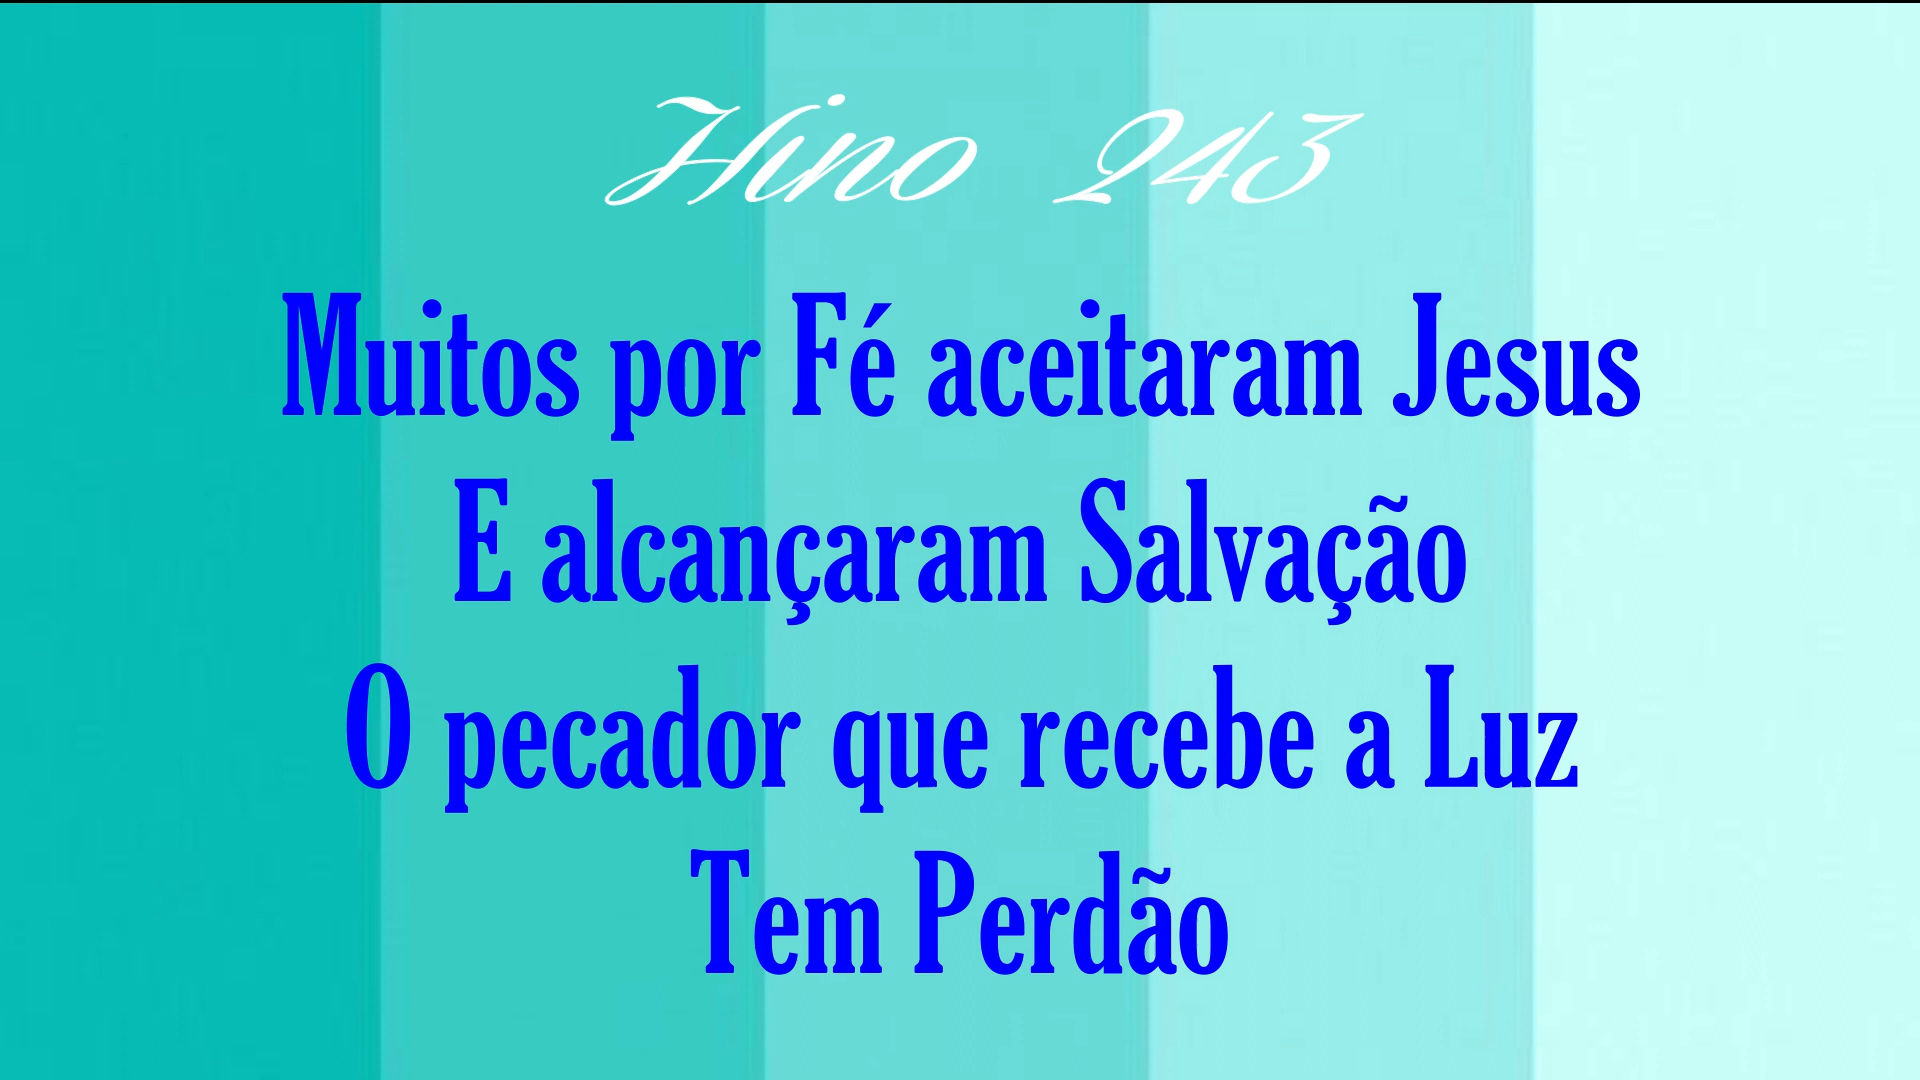 Hino 243
Muitos por Fé aceitaram Jesus
E alcançaram Salvação
O pecador que recebe a Luz
Tem Perdão